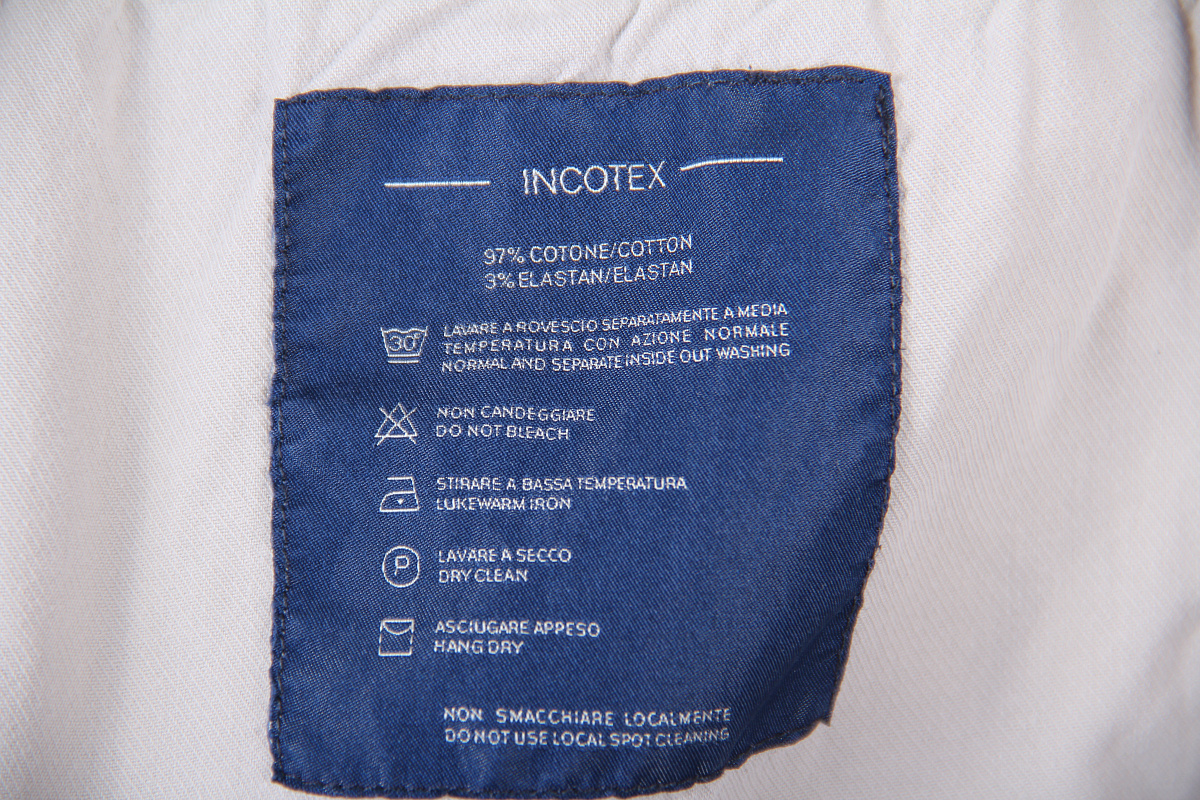 INCOTEX
97% COTONE/COTTON
3% ELASTAN/ELASTAN
30°
LAVARE A ROVESCIO SEPARATAMENTE A MEDIA
TEMPERATURA CON AZIONE NORMALE
NORMAL AND SEPARATE INSIDE OUT WASHING
NON CANDEGGIARE
DO NOT BLEACH
STIRARE A BASSA TEMPERATURA
LUKEWARM IRON
P
LAVARE A SECCO
DRY CLEAN
ASCIUGARE APPESO
HANG DRY
NON SMACCHIARE LOCALMENTE
DO NOT USE LOCAL SPOT CLEANING